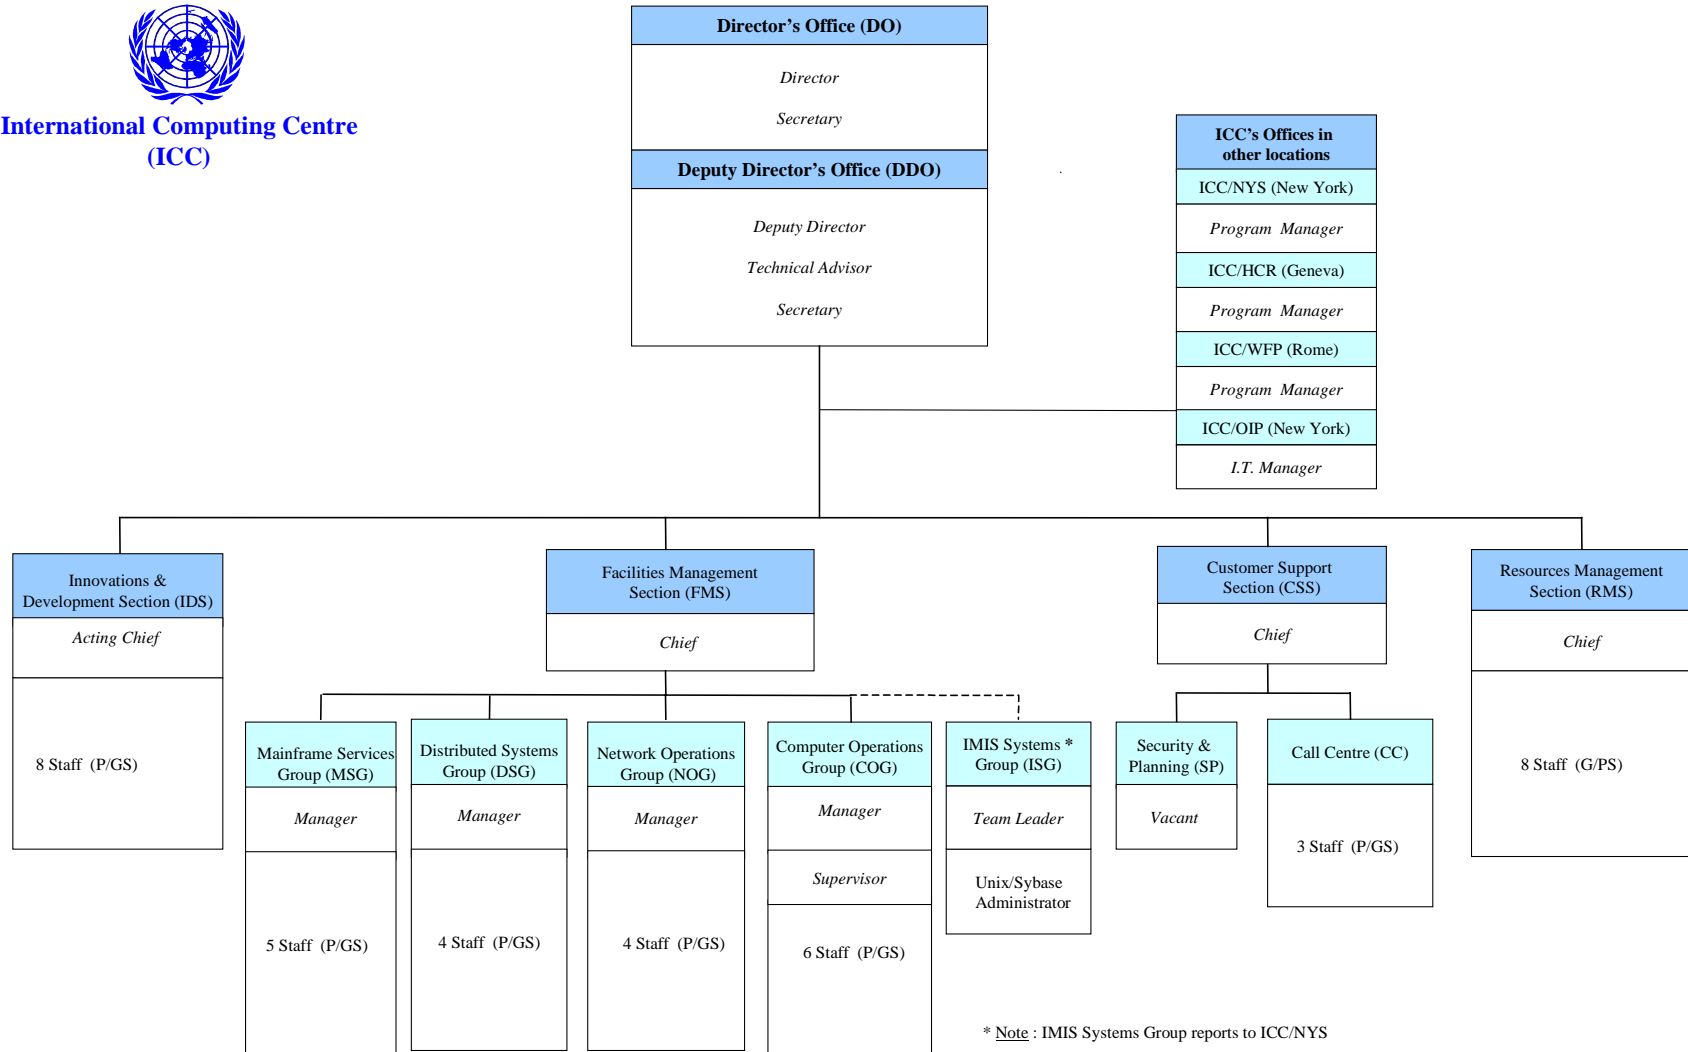 International Computing Centre
(ICC)
Director's Office (DO)
Director
Secretary
Deputy Director's Office (DDO)
Deputy Director
Technical Advisor
Secretary
ICC's Offices in
other locations
ICC/NYS (New York)
Program Manager
ICC/HCR (Geneva)
Program Manager
ICC/WFP (Rome)
Program Manager
ICC/OIP (New York)
I.T. Manager
Innovations &
Development Section (IDS)
Acting Chief
8 Staff (P/GS)
Facilities Management
Section (FMS)
Chief
Customer Support
Section (CSS)
Chief
Resources Management
Section (RMS)
Chief
8 Staff (G/PS)
Mainframe Services
Group (MSG)
Manager
5 Staff (P/GS)
Distributed Systems
Group (DSG)
Manager
4 Staff (P/GS)
Network Operations
Group (NOG)
Manager
4 Staff (P/GS)
Computer Operations
Group (COG)
Manager
Supervisor
6 Staff (P/GS)
IMIS Systems *
Group (ISG)
Team Leader
Unix/Sybase
Administrator
Security &
Planning (SP)
Vacant
Call Centre (CC)
3 Staff (P/GS)
* Note : IMIS Systems Group reports to ICC/NYS